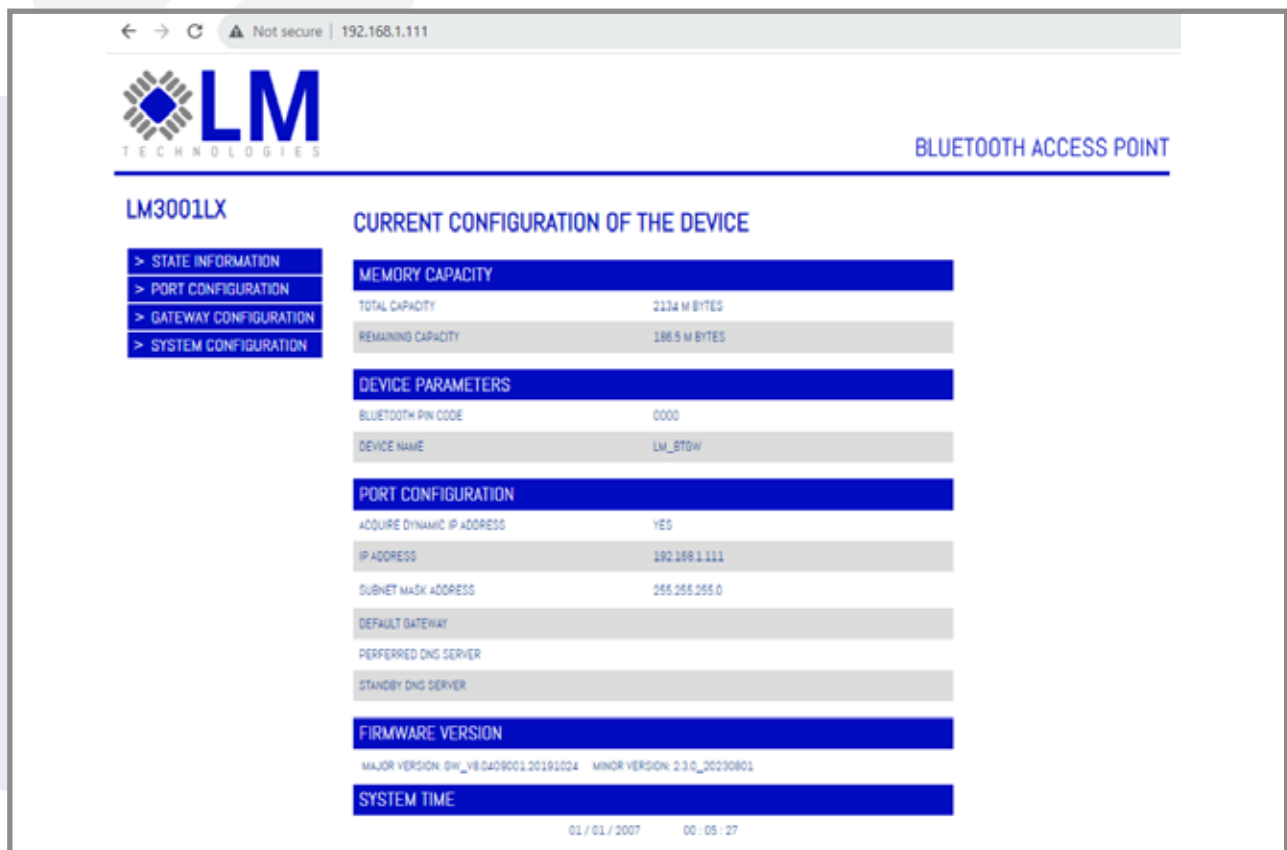 Not secure | 192.168.1.111
LM
TECHNOLOGIES
BLUETOOTH ACCESS POINT
LM3001LX
> STATE INFORMATION
> PORT CONFIGURATION
> GATEWAY CONFIGURATION
> SYSTEM CONFIGURATION
CURRENT CONFIGURATION OF THE DEVICE
MEMORY CAPACITY
TOTAL CAPACITY 213.4 M BYTES
REMAINING CAPACITY 186.5 M BYTES
DEVICE PARAMETERS
BLUETOOTH PIN CODE 0000
DEVICE NAME LM_BTGW
PORT CONFIGURATION
ACQUIRE DYNAMIC IP ADDRESS YES
IP ADDRESS 192.168.1.111
SUBNET MASK ADDRESS 255.255.255.0
DEFAULT GATEWAY
PERFERRED DNS SERVER
STANDBY DNS SERVER
FIRMWARE VERSION
MAJOR VERSION: GW_V8.0409001.20191024 MINOR VERSION: 2.3.0_20230801
SYSTEM TIME
01 / 01 / 2007 00 : 05 : 27